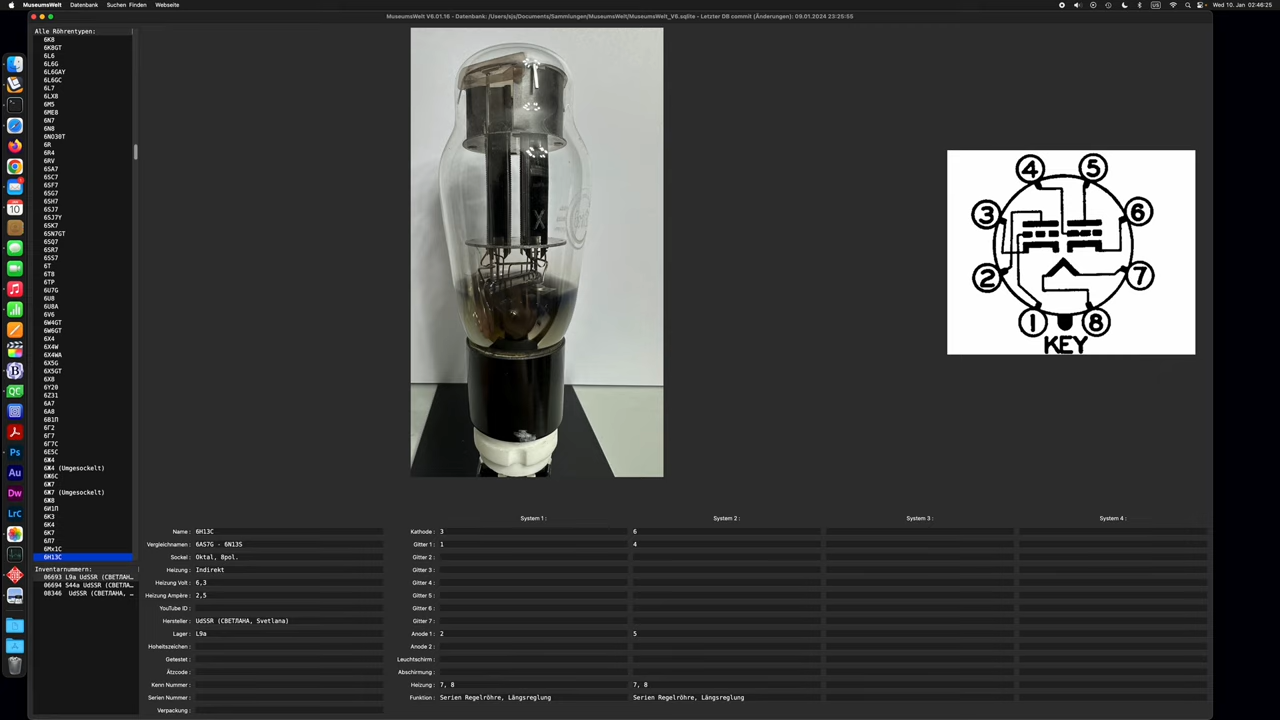 MuseumsWelt Datenbank Suchen Finden Webseite
US
Mi 10. Jan. 02:46:25
MuseumsWelt V6.01.16 - Datenbank: /Users/sjs/Documents/Sammlungen/MuseumsWelt/MuseumsWelt_V6.sqlite - Letzter DB commit (Änderungen): 09.01.2024 23:25:55
Alle Röhrentypen:
6K8
6K8GT
6L6
6L6G
6L6GAY
6L6GC
6L7
6LX8
6M5
6ME8
6N7
6N8
6NO30T
6R
6R4
6RV
6SA7
6SC7
6SF7
6SG7
6SH7
6SJ7
6SJ7Y
6SK7
6SN7GT
6SQ7
6SR7
6SS7
6T
6T8
6TP
6U7G
6U8
6U8A
6V6
6W4GT
6W6GT
6X4
6X4W
6X4WA
6X5G
6X5GT
6X8
6Y20
6Z31
6А7
6А8
6В1П
6Г2
6Г7
6Г7С
6Е5С
6Ж4
6Ж4 (Umgesockelt)
6Ж6С
6Ж7
6Ж7 (Umgesockelt)
6Ж8
6И1П
6К3
6К4
6К7
6Л7
6Мх1С
6Н13С
Inventarnummern:
06693 L9a UdSSR (СВЕТЛАН…
06694 S44a UdSSR (СВЕТЛА…
08346 UdSSR (СВЕТЛАНА, …
4 5
3 6
2 7
1 8
KEY
System 1 : System 2 : System 3 : System 4 :
Name : 6Н13С
Vergleichnamen : 6AS7G - 6N13S
Sockel : Oktal, 8pol.
Heizung : Indirekt
Heizung Volt : 6,3
Heizung Ampère : 2,5
YouTube ID :
Hersteller : UdSSR (СВЕТЛАНА, Svetlana)
Lager : L9a
Hoheitszeichen :
Getestet :
Ätzcode :
Kenn Nummer :
Serien Nummer :
Verpackung :
Kathode : 3 6
Gitter 1 : 1 4
Gitter 2 :
Gitter 3 :
Gitter 4 :
Gitter 5 :
Gitter 6 :
Gitter 7 :
Anode 1 : 2 5
Anode 2 :
Leuchtschirm :
Abschirmung :
Heizung : 7, 8 7, 8
Funktion : Serien Regelröhre, Längsreglung Serien Regelröhre, Längsreglung